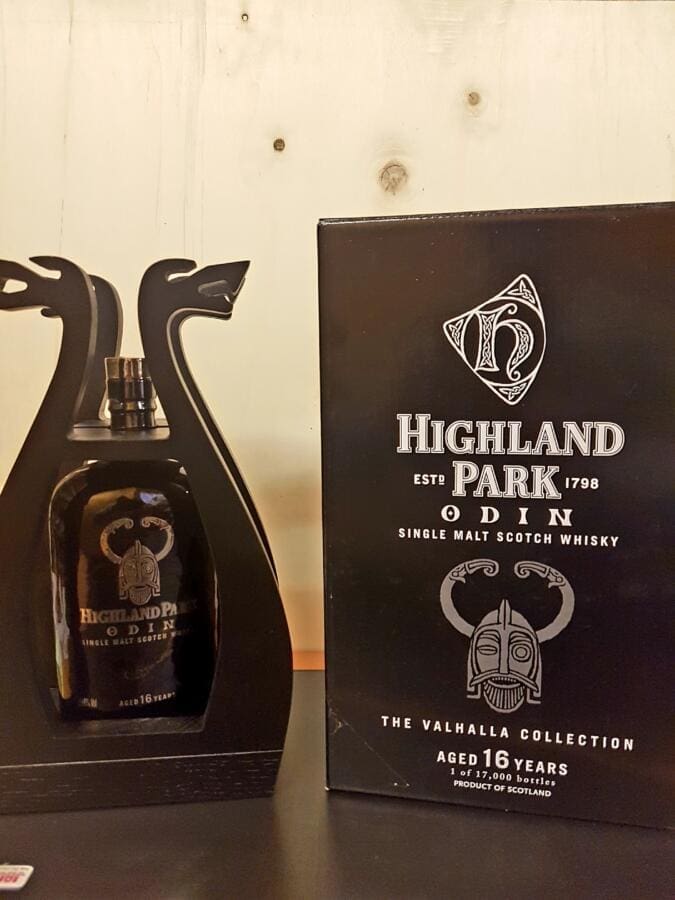 HIGHLAND PARK
ODIN
SINGLE MALT SCOTCH WHISKY
AGED 16 YEARS
h
HIGHLAND
ESTD PARK 1798
ODIN
SINGLE MALT SCOTCH WHISKY
THE VALHALLA COLLECTION
AGED 16 YEARS
1 of 17,000 bottles
PRODUCT OF SCOTLAND